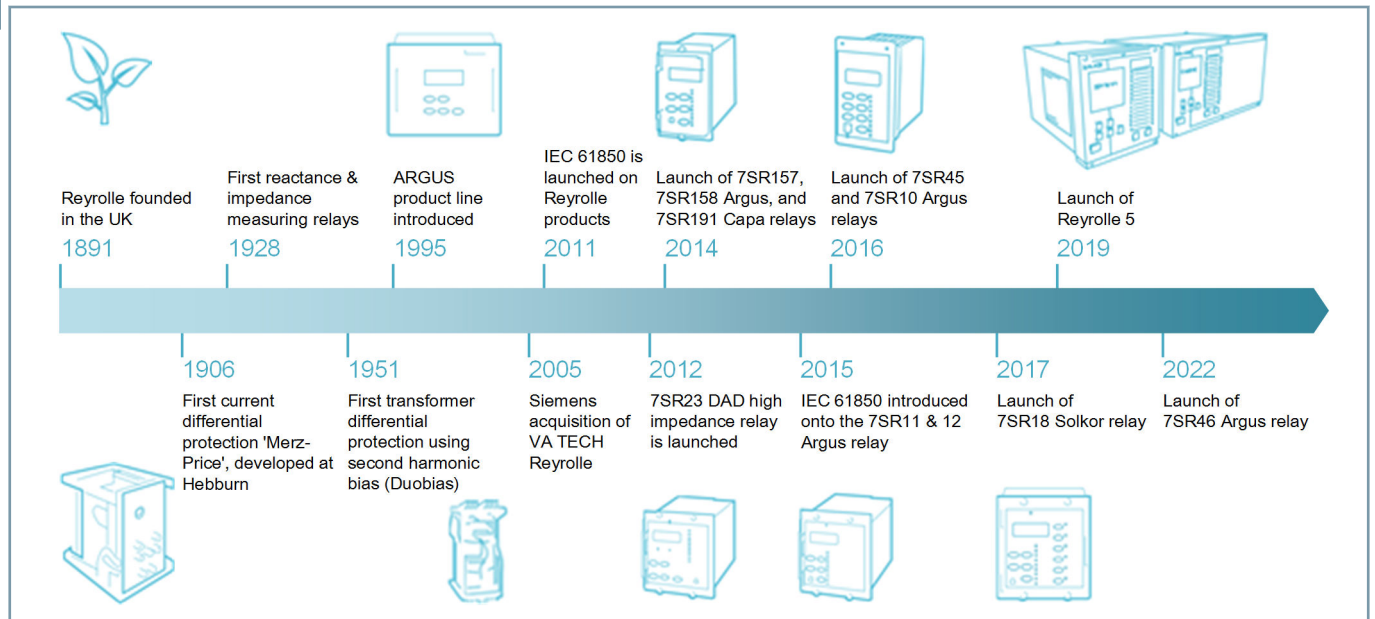 Reyrolle founded
in the UK
1891
First reactance &
impedance
measuring relays
1928
ARGUS
product line
introduced
1995
IEC 61850 is
launched on
Reyrolle
products
2011
Launch of 7SR157,
7SR158 Argus, and
7SR191 Capa relays
2014
Launch of 7SR45
and 7SR10 Argus
relays
2016
Launch of
Reyrolle 5
2019
1906
First current
differential
protection 'Merz-
Price', developed at
Hebburn
1951
First transformer
differential
protection using
second harmonic
bias (Duobias)
2005
Siemens
acquisition of
VA TECH
Reyrolle
2012
7SR23 DAD high
impedance relay
is launched
2015
IEC 61850 introduced
onto the 7SR11 & 12
Argus relay
2017
Launch of
7SR18 Solkor relay
2022
Launch of
7SR46 Argus relay